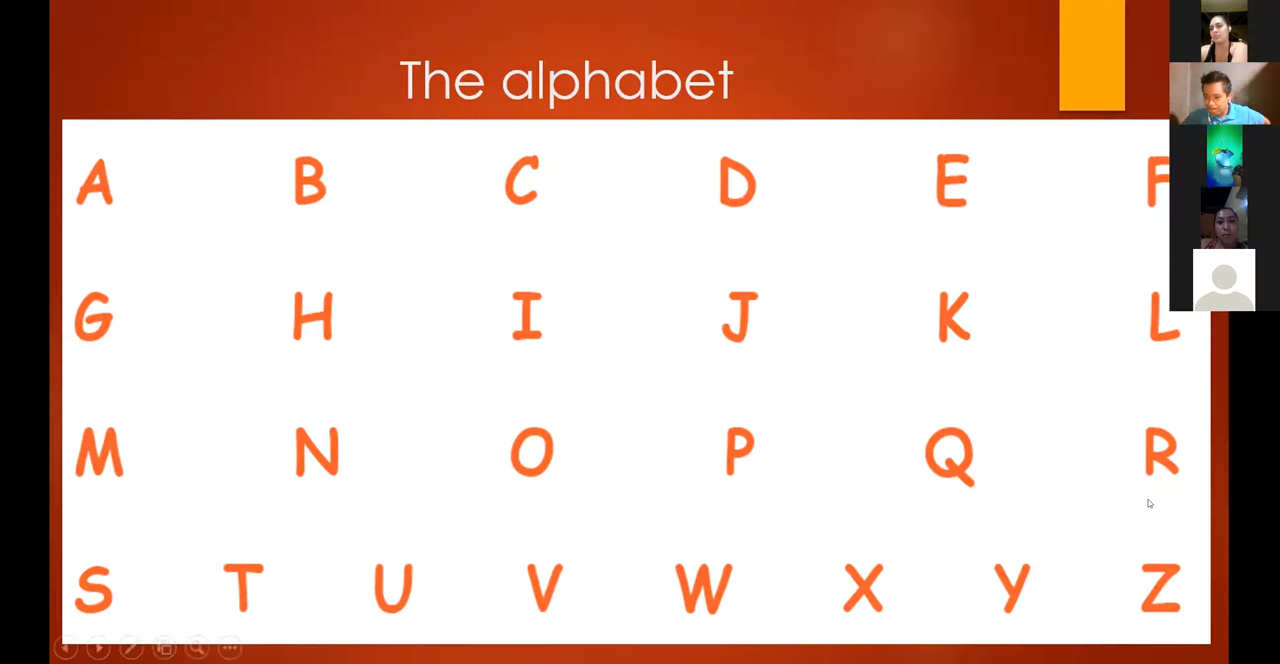 The alphabet
A B C D E F
G H I J K L
M N O P Q R
S T U V W X Y Z